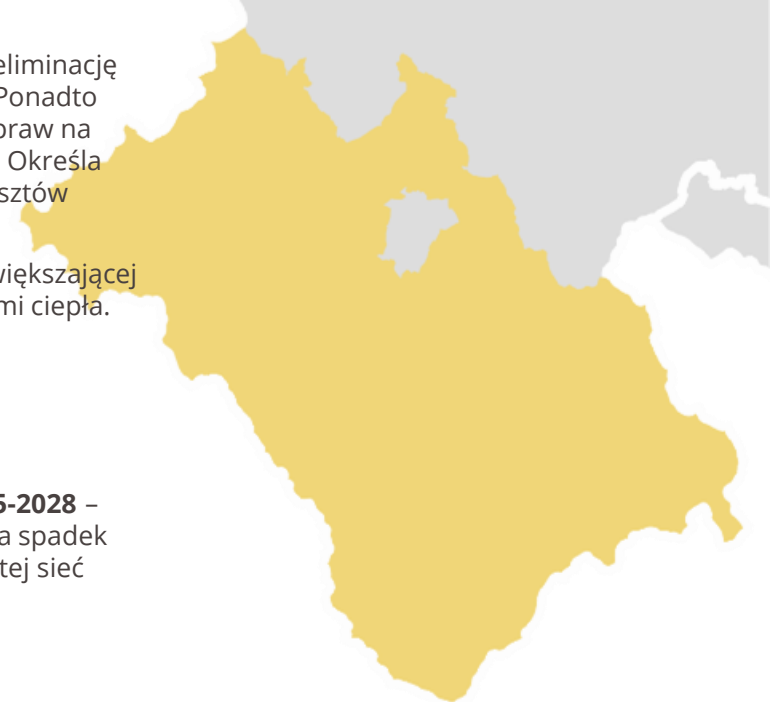 eliminację
Ponadto
praw na
Określa
sztów
większającej
mi ciepła.
5-2028 –
a spadek
tej sieć